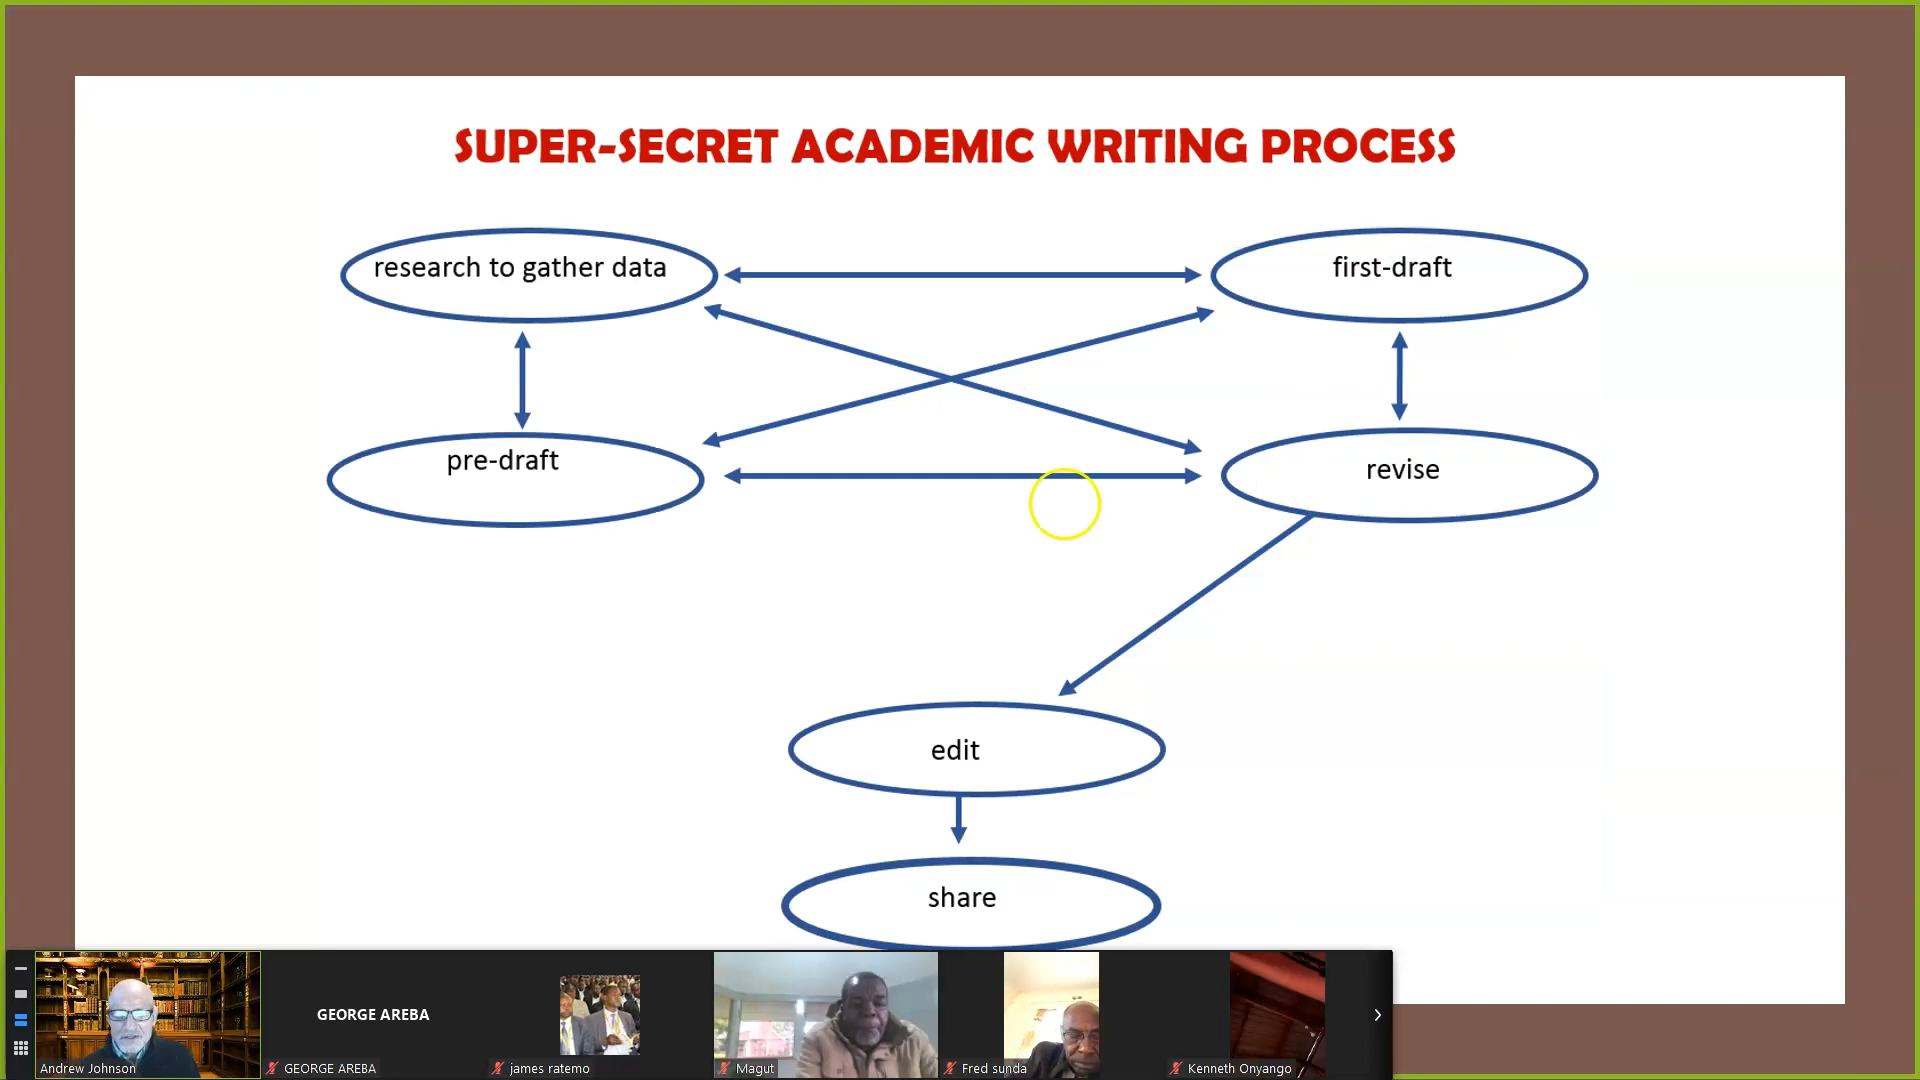 SUPER-SECRET ACADEMIC WRITING PROCESS
research to gather data
first-draft
pre-draft
revise
edit
share
GEORGE AREBA
Andrew Johnson
GEORGE AREBA
james ratemo
Magut
Fred sunda
Kenneth Onyango